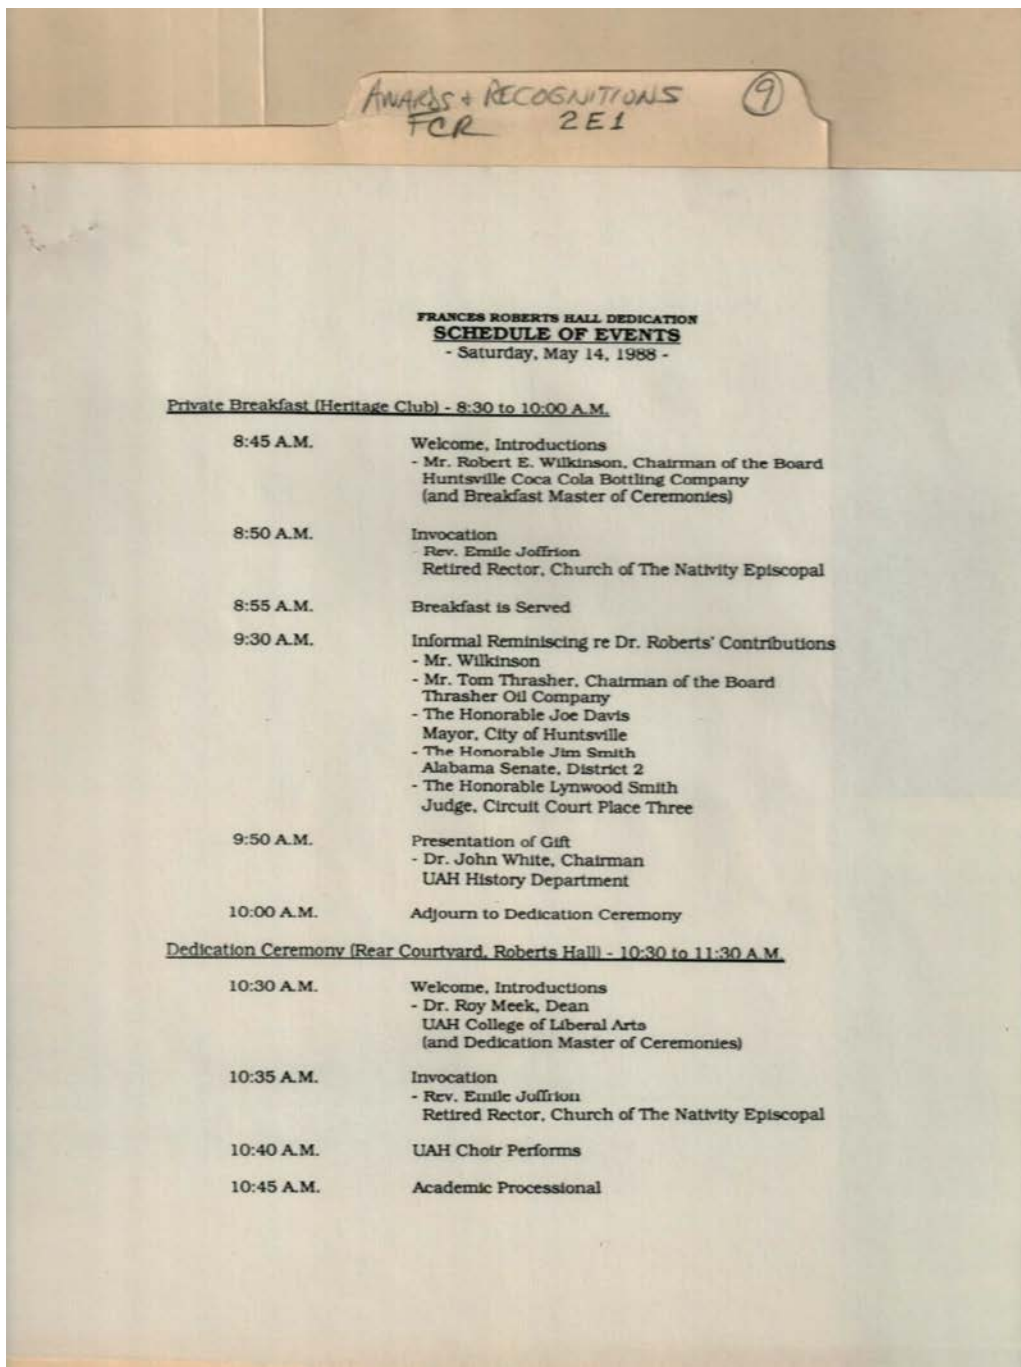 AWARDS + RECOGNITIONS 9
FCR 2E1
FRANCES ROBERTS HALL DEDICATION
SCHEDULE OF EVENTS
- Saturday, May 14, 1988 -
Private Breakfast (Heritage Club) - 8:30 to 10:00 A.M.
8:45 A.M. Welcome, Introductions
- Mr. Robert E. Wilkinson, Chairman of the Board
Huntsville Coca Cola Bottling Company
(and Breakfast Master of Ceremonies)
8:50 A.M. Invocation
- Rev. Emile Joffrion
Retired Rector, Church of The Nativity Episcopal
8:55 A.M. Breakfast is Served
9:30 A.M. Informal Reminiscing re Dr. Roberts' Contributions
- Mr. Wilkinson
- Mr. Tom Thrasher, Chairman of the Board
Thrasher Oil Company
- The Honorable Joe Davis
Mayor, City of Huntsville
- The Honorable Jim Smith
Alabama Senate, District 2
- The Honorable Lynwood Smith
Judge, Circuit Court Place Three
9:50 A.M. Presentation of Gift
- Dr. John White, Chairman
UAH History Department
10:00 A.M. Adjourn to Dedication Ceremony
Dedication Ceremony (Rear Courtyard, Roberts Hall) - 10:30 to 11:30 A.M.
10:30 A.M. Welcome, Introductions
- Dr. Roy Meek, Dean
UAH College of Liberal Arts
(and Dedication Master of Ceremonies)
10:35 A.M. Invocation
- Rev. Emile Joffrion
Retired Rector, Church of The Nativity Episcopal
10:40 A.M. UAH Choir Performs
10:45 A.M. Academic Processional